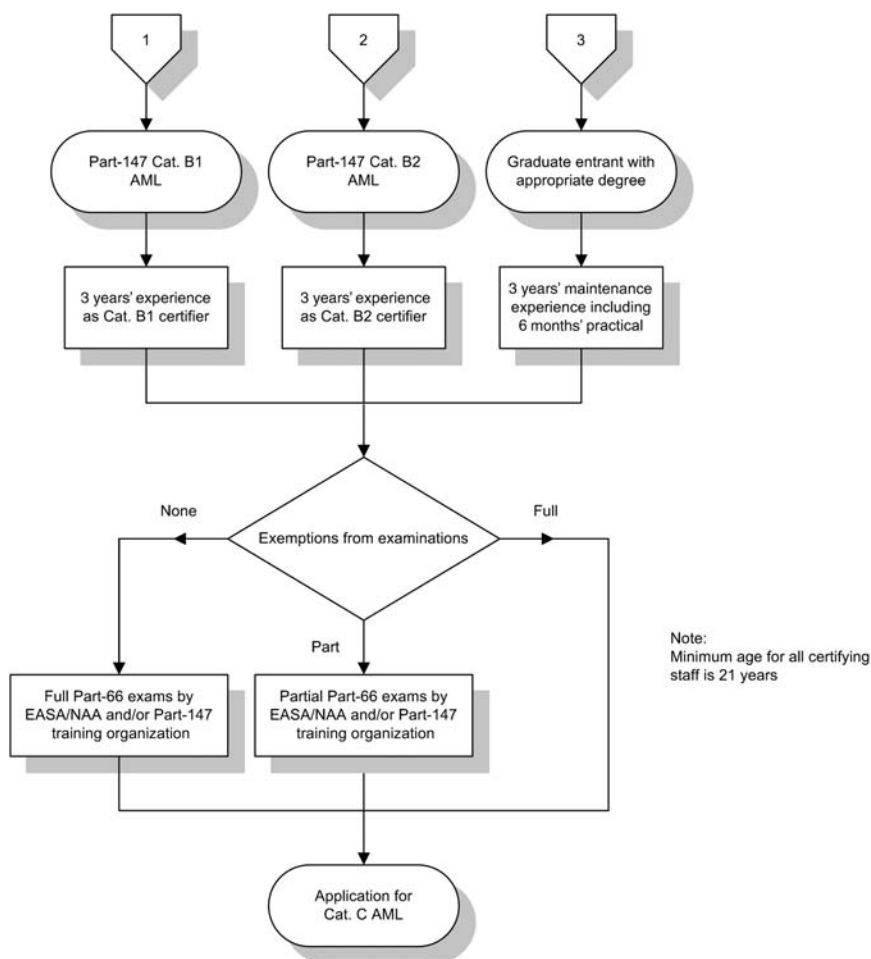 1
2
3
Part-147 Cat. B1
AML
Part-147 Cat. B2
AML
Graduate entrant with
appropriate degree
3 years’ experience
as Cat. B1 certifier
3 years’ experience
as Cat. B2 certifier
3 years’ maintenance
experience including
6 months’ practical
None
Full
Exemptions from examinations
Part
Note:
Minimum age for all certifying
staff is 21 years
Full Part-66 exams by
EASA/NAA and/or Part-147
training organization
Partial Part-66 exams by
EASA/NAA and/or Part-147
training organization
Application for
Cat. C AML